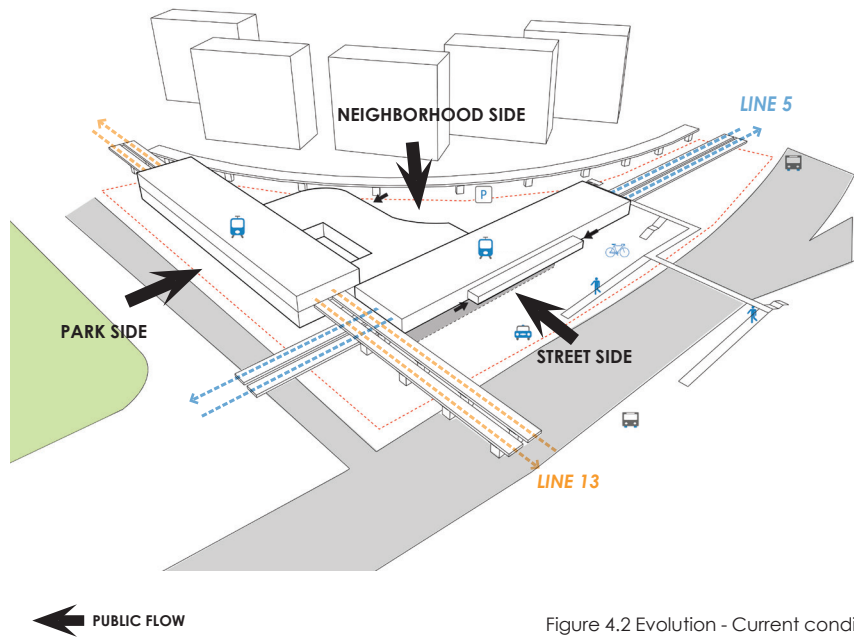 NEIGHBORHOOD SIDE
LINE 5
P
PARK SIDE
STREET SIDE
LINE 13
PUBLIC FLOW
Figure 4.2 Evolution - Current condi